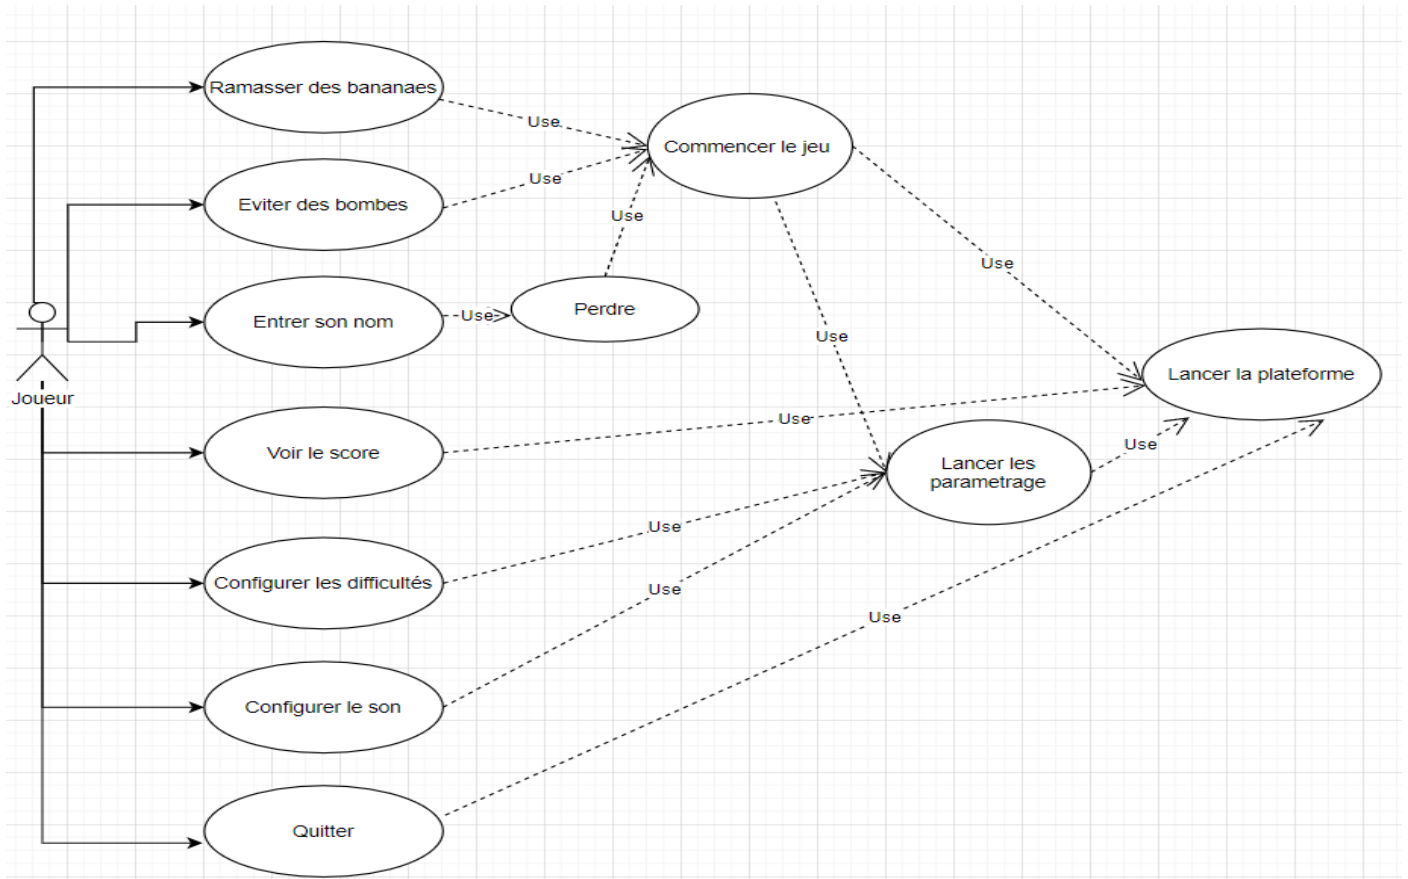 Ramasser des bananaes
Use
Commencer le jeu
Use
Eviter des bombes
Use
Use
Perdre
Use
Entrer son nom
Use
Lancer la plateforme
Joueur
Use
Use
Voir le score
Lancer les
parametrage
Use
Configurer les difficultés
Use
Use
Configurer le son
Quitter